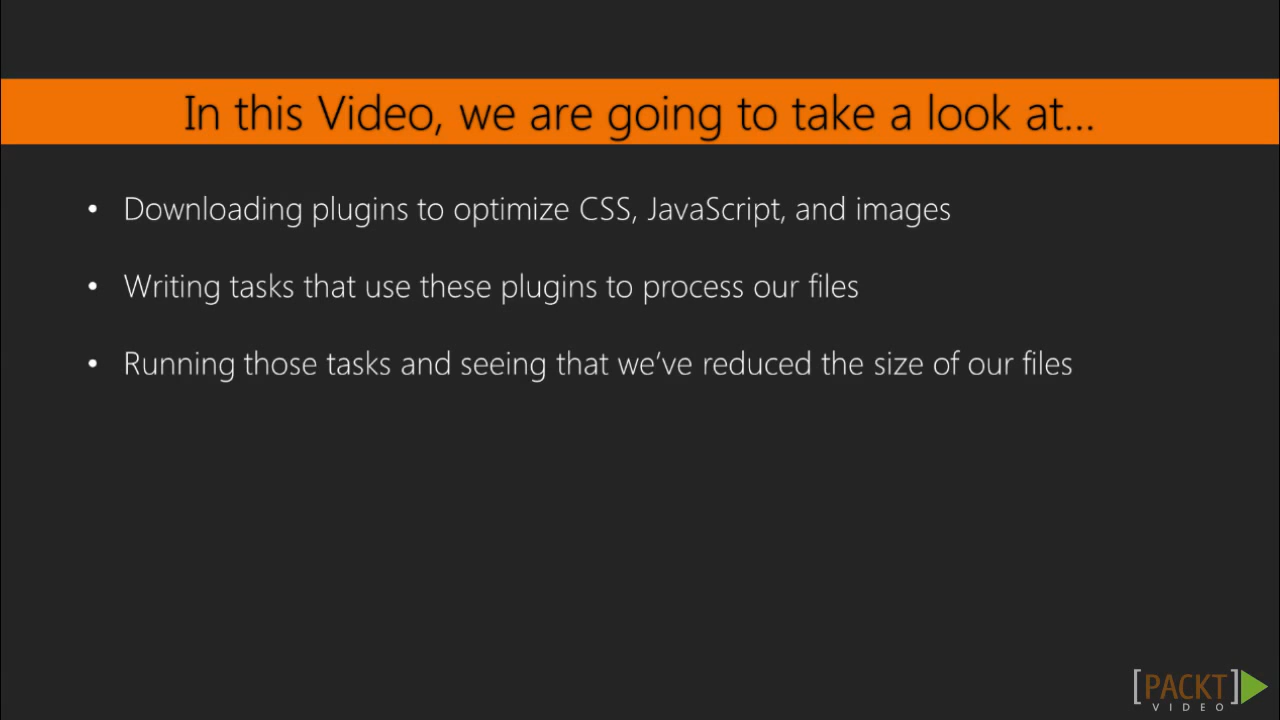 In this Video, we are going to take a look at...
• Downloading plugins to optimize CSS, JavaScript, and images
• Writing tasks that use these plugins to process our files
• Running those tasks and seeing that we’ve reduced the size of our files
[PACKT]
VIDEO